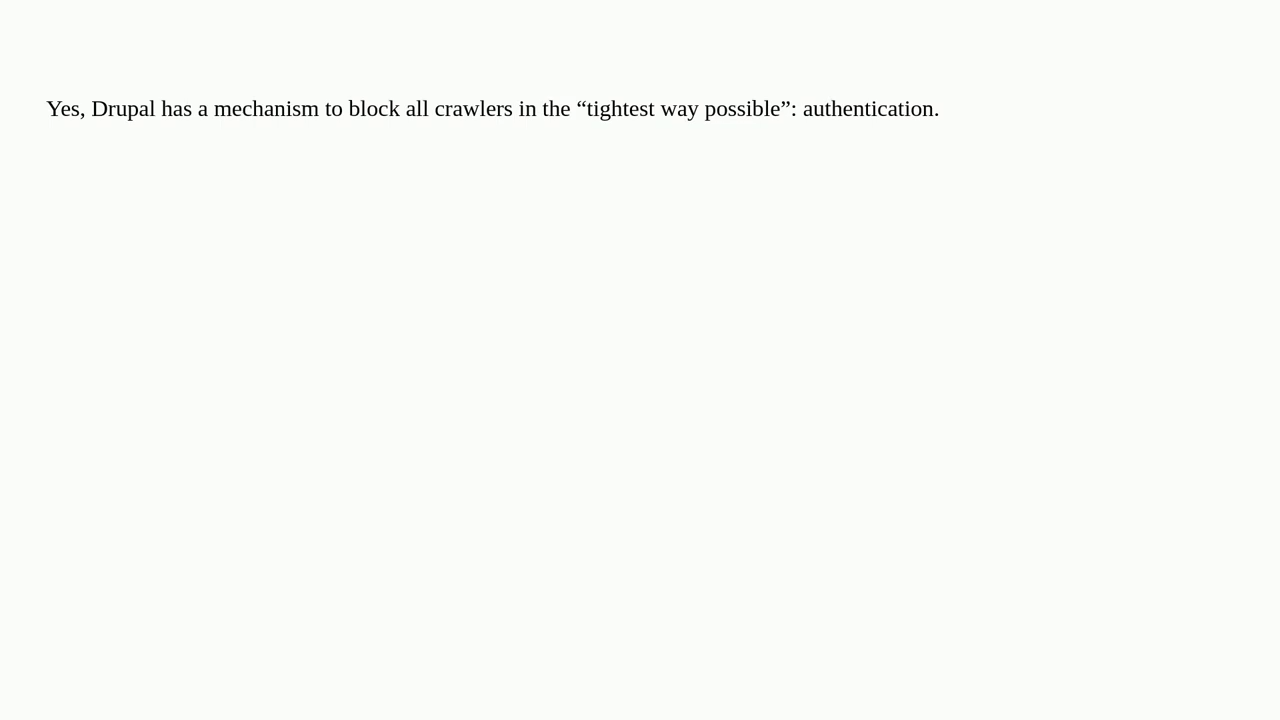 Yes, Drupal has a mechanism to block all crawlers in the “tightest way possible”: authentication.